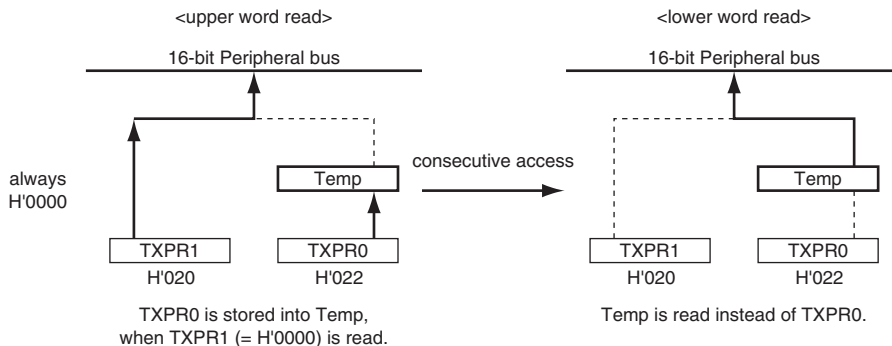 <upper word read>
16-bit Peripheral bus
always
H'0000
Temp
TXPR1
TXPR0
H'020
H'022
TXPR0 is stored into Temp,
when TXPR1 (= H'0000) is read.
consecutive access
<lower word read>
16-bit Peripheral bus
Temp
TXPR1
TXPR0
H'020
H'022
Temp is read instead of TXPR0.